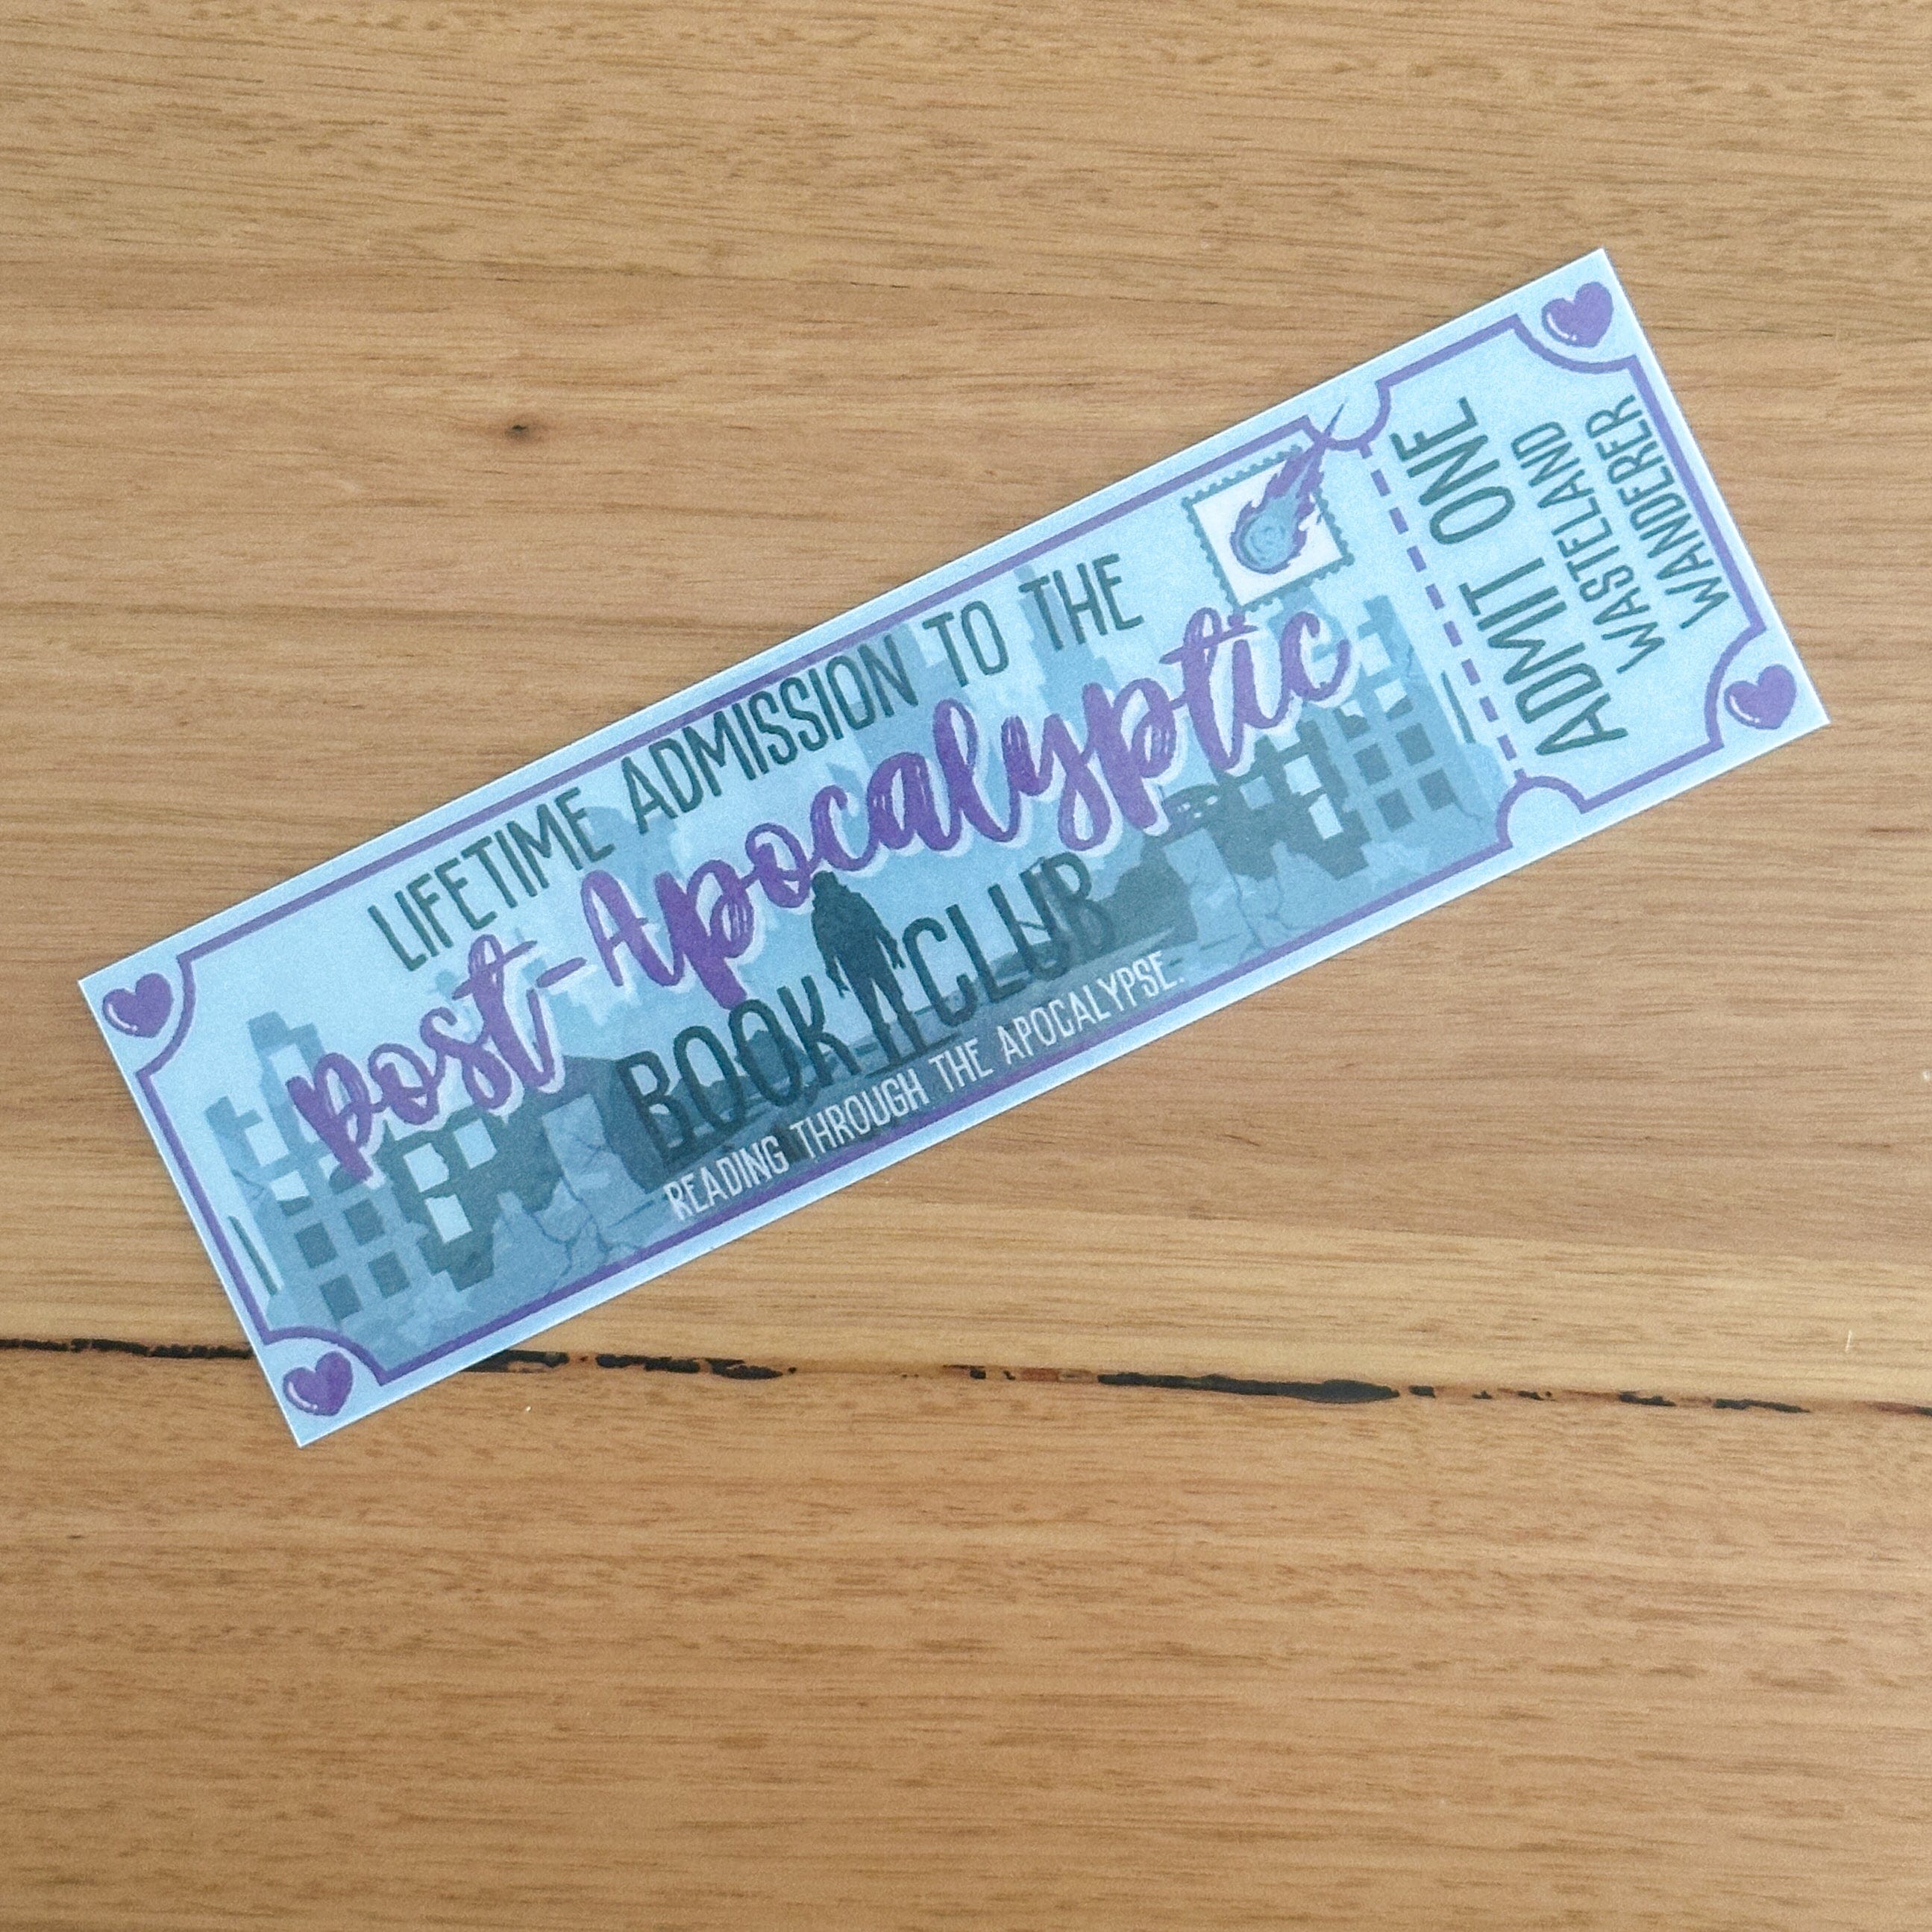 LIFETIME ADMISSION TO THE
Post-Apocalyptic
BOOK CLUB
READING THROUGH THE APOCALYPSE.
ADMIT ONE
WASTELAND
WANDERER